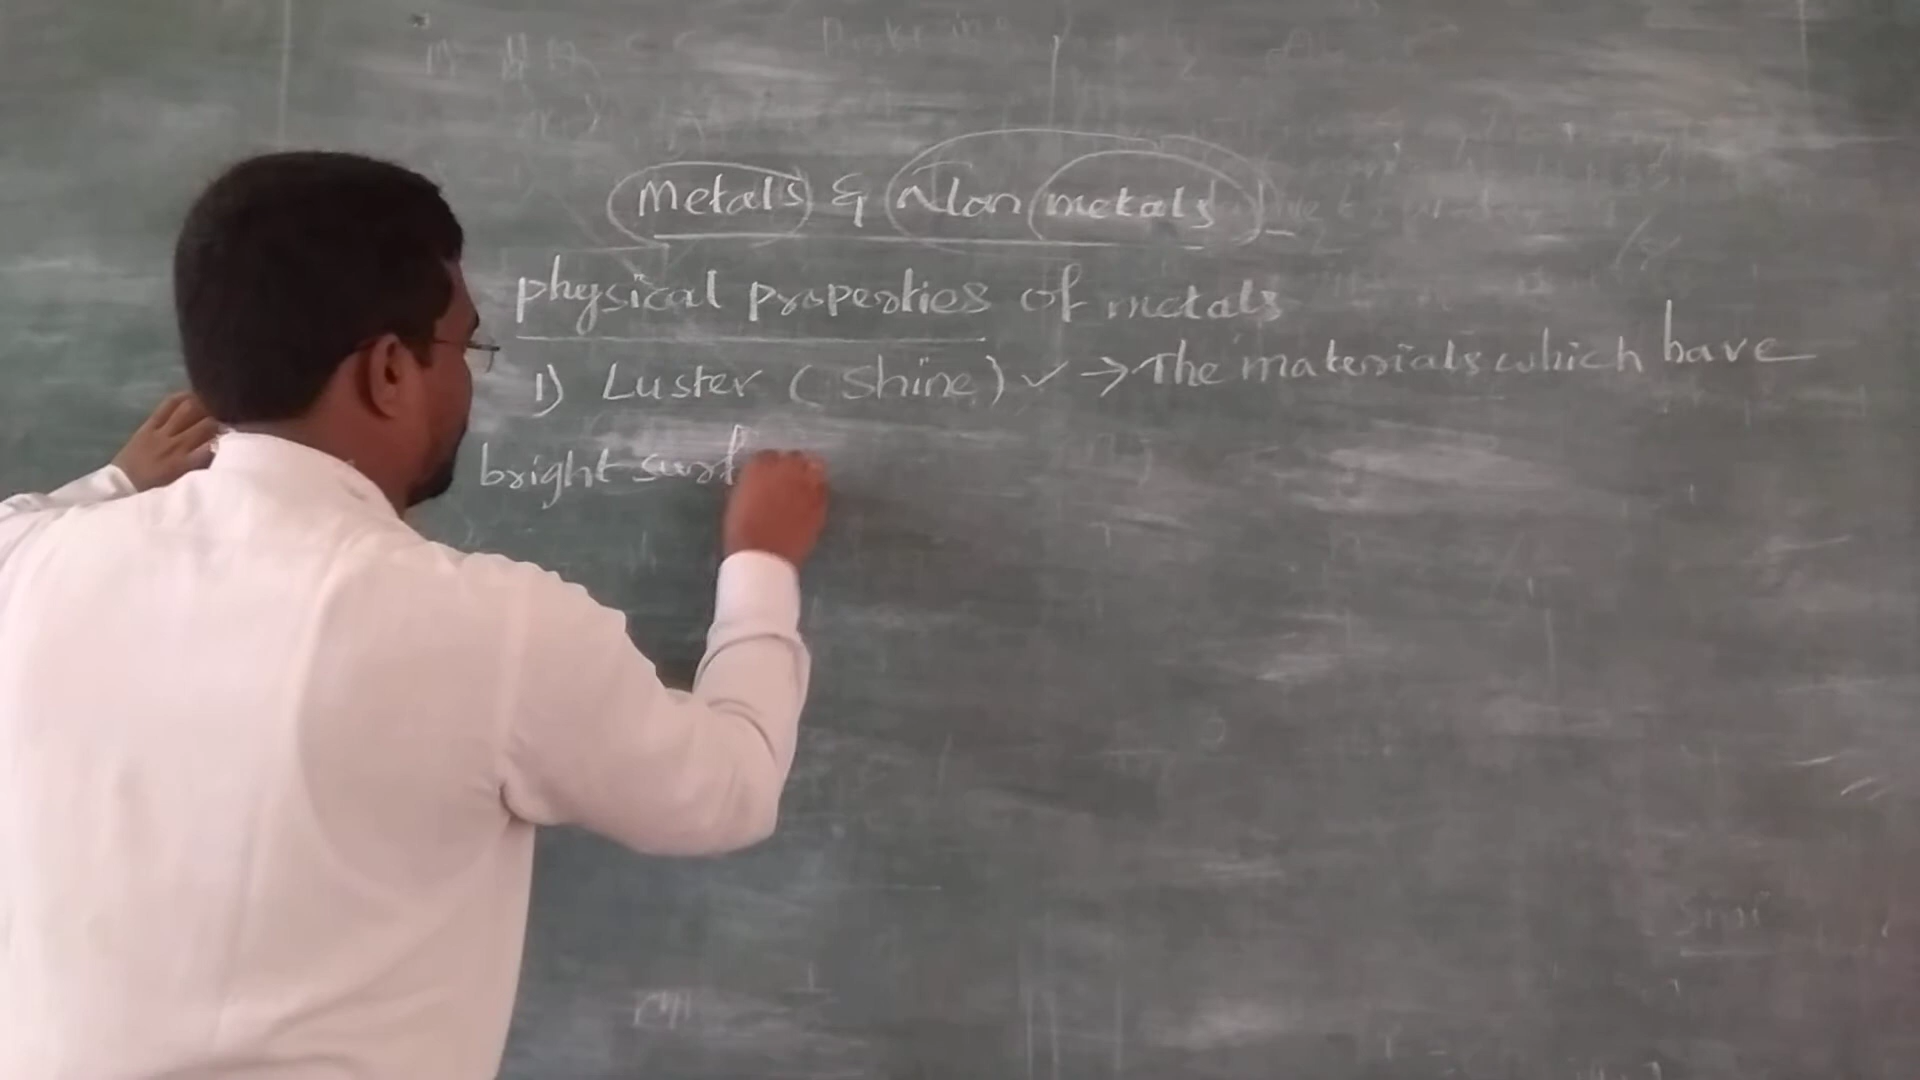 Metals & Non metals
physical properties of metals
1) Luster (Shine) ✓ → The materials which have
bright surf